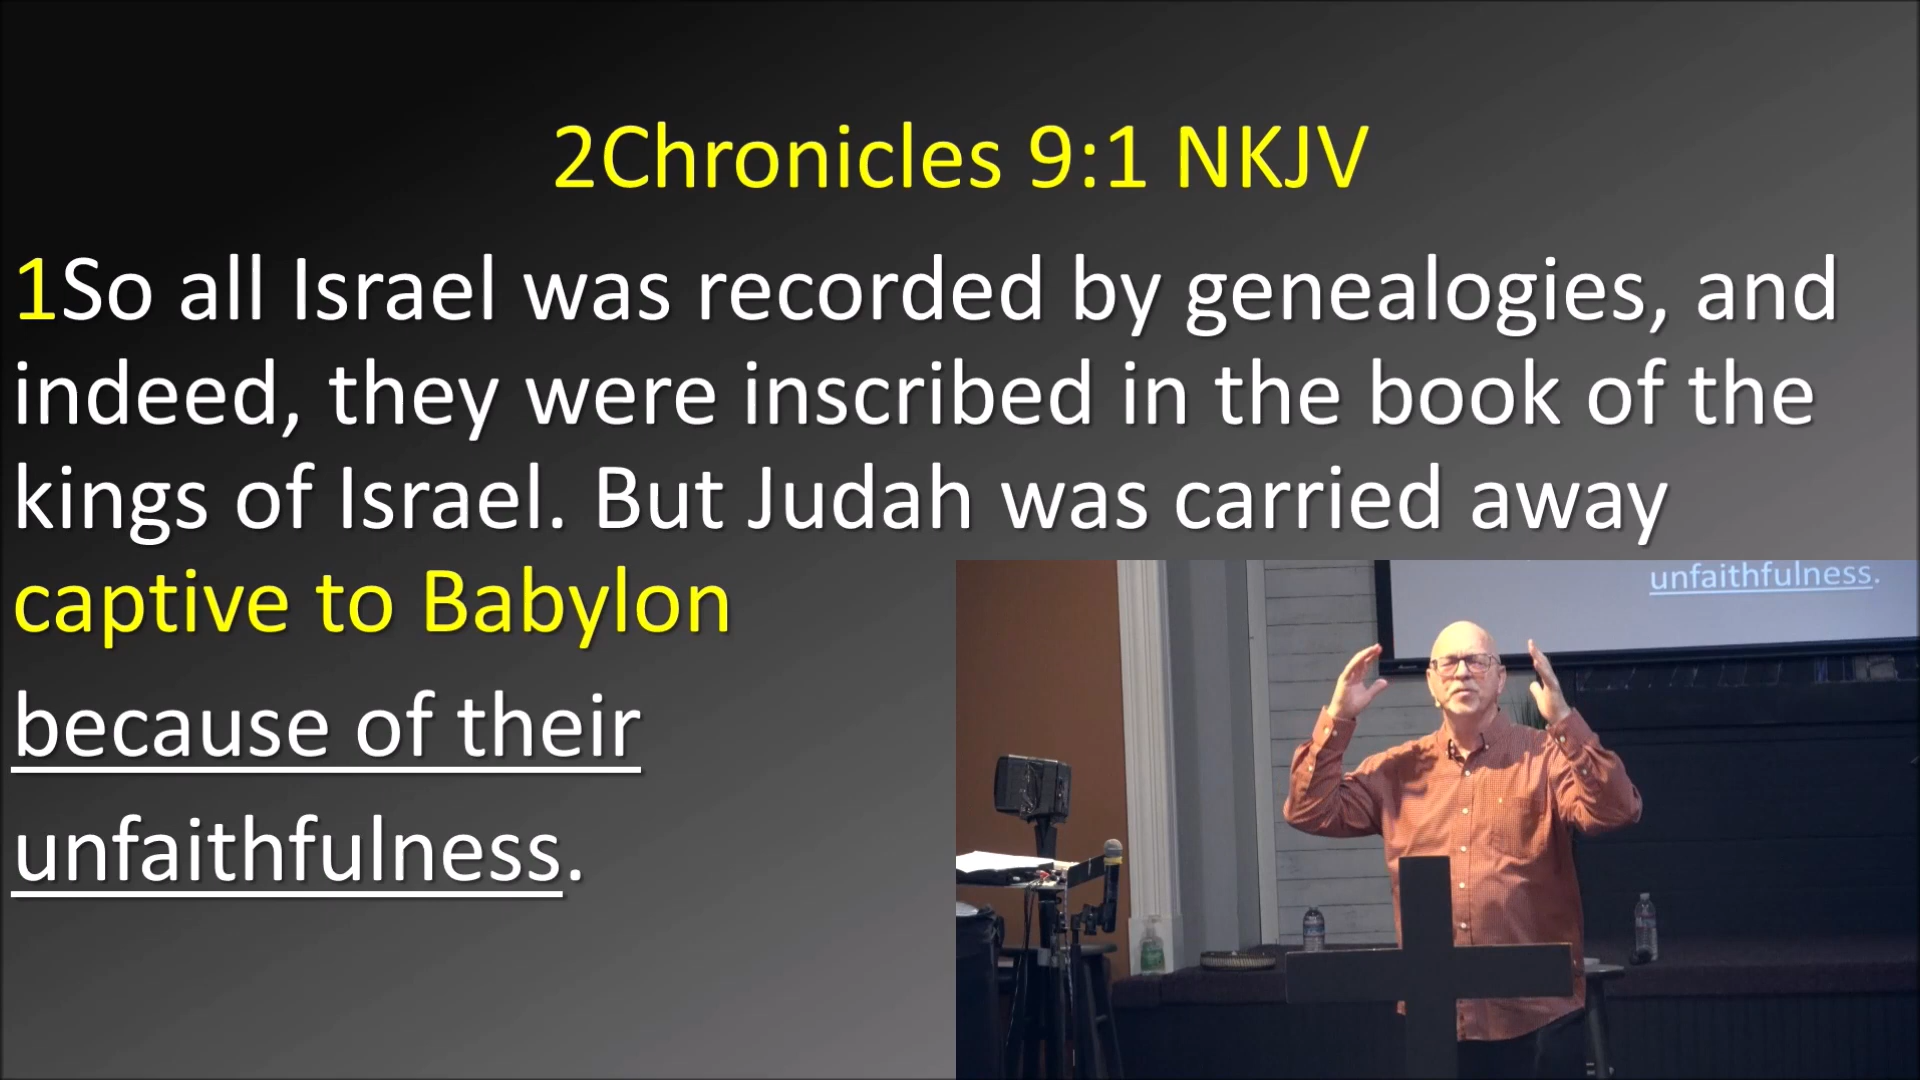 2Chronicles 9:1 NKJV
1So all Israel was recorded by genealogies, and
indeed, they were inscribed in the book of the
kings of Israel. But Judah was carried away
captive to Babylon
because of their
unfaithfulness.
unfaithfulness.